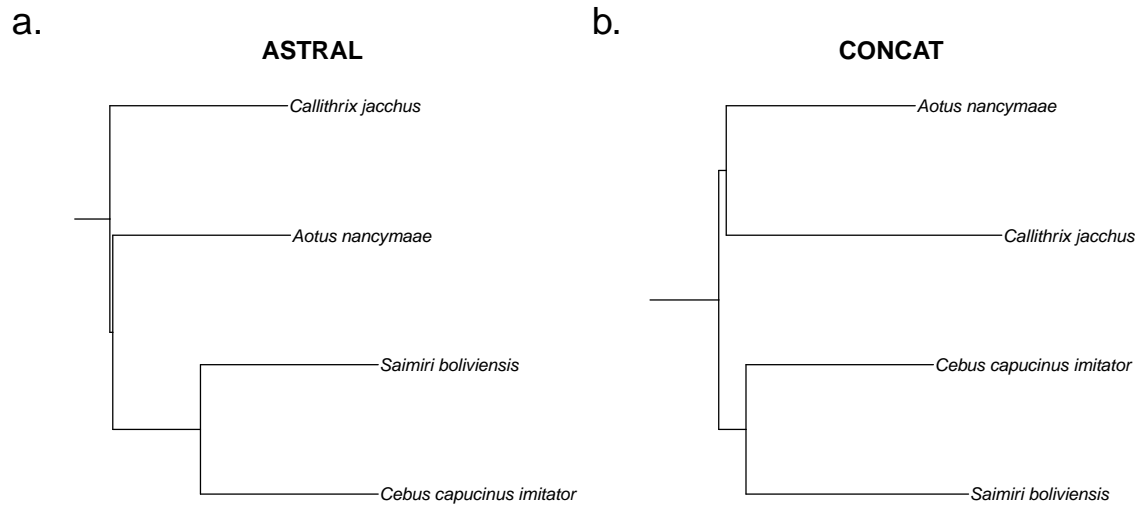 a.
ASTRAL
Callithrix jacchus
Aotus nancymaae
Saimiri boliviensis
Cebus capucinus imitator
b.
CONCAT
Aotus nancymaae
Callithrix jacchus
Cebus capucinus imitator
Saimiri boliviensis